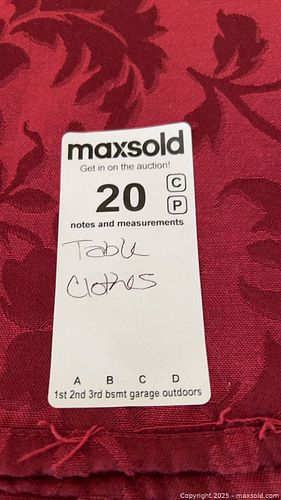 maxsold
Get in on the auction!
20
C
P
notes and measurements
Table
Clothes
A B C D
1st 2nd 3rd bsmt garage outdoors
Copyright 2025 - maxsold.com